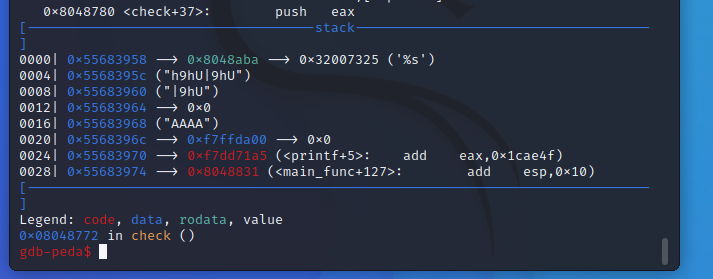 0x8048780 <check+37>: push eax
[------------------------------------stack-------------------------------------
]
0000| 0x55683958 --> 0x8048aba --> 0x32007325 ('%s')
0004| 0x5568395c ("h9hU|9hU")
0008| 0x55683960 ("|9hU")
0012| 0x55683964 --> 0x0
0016| 0x55683968 ("AAAA")
0020| 0x5568396c --> 0xf7ffda00 --> 0x0
0024| 0x55683970 --> 0xf7dd71a5 (<printf+5>: add eax,0x1cae4f)
0028| 0x55683974 --> 0x8048831 (<main_func+127>: add esp,0x10)
[------------------------------------------------------------------------------
]
Legend: code, data, rodata, value
0x08048772 in check ()
gdb-peda$